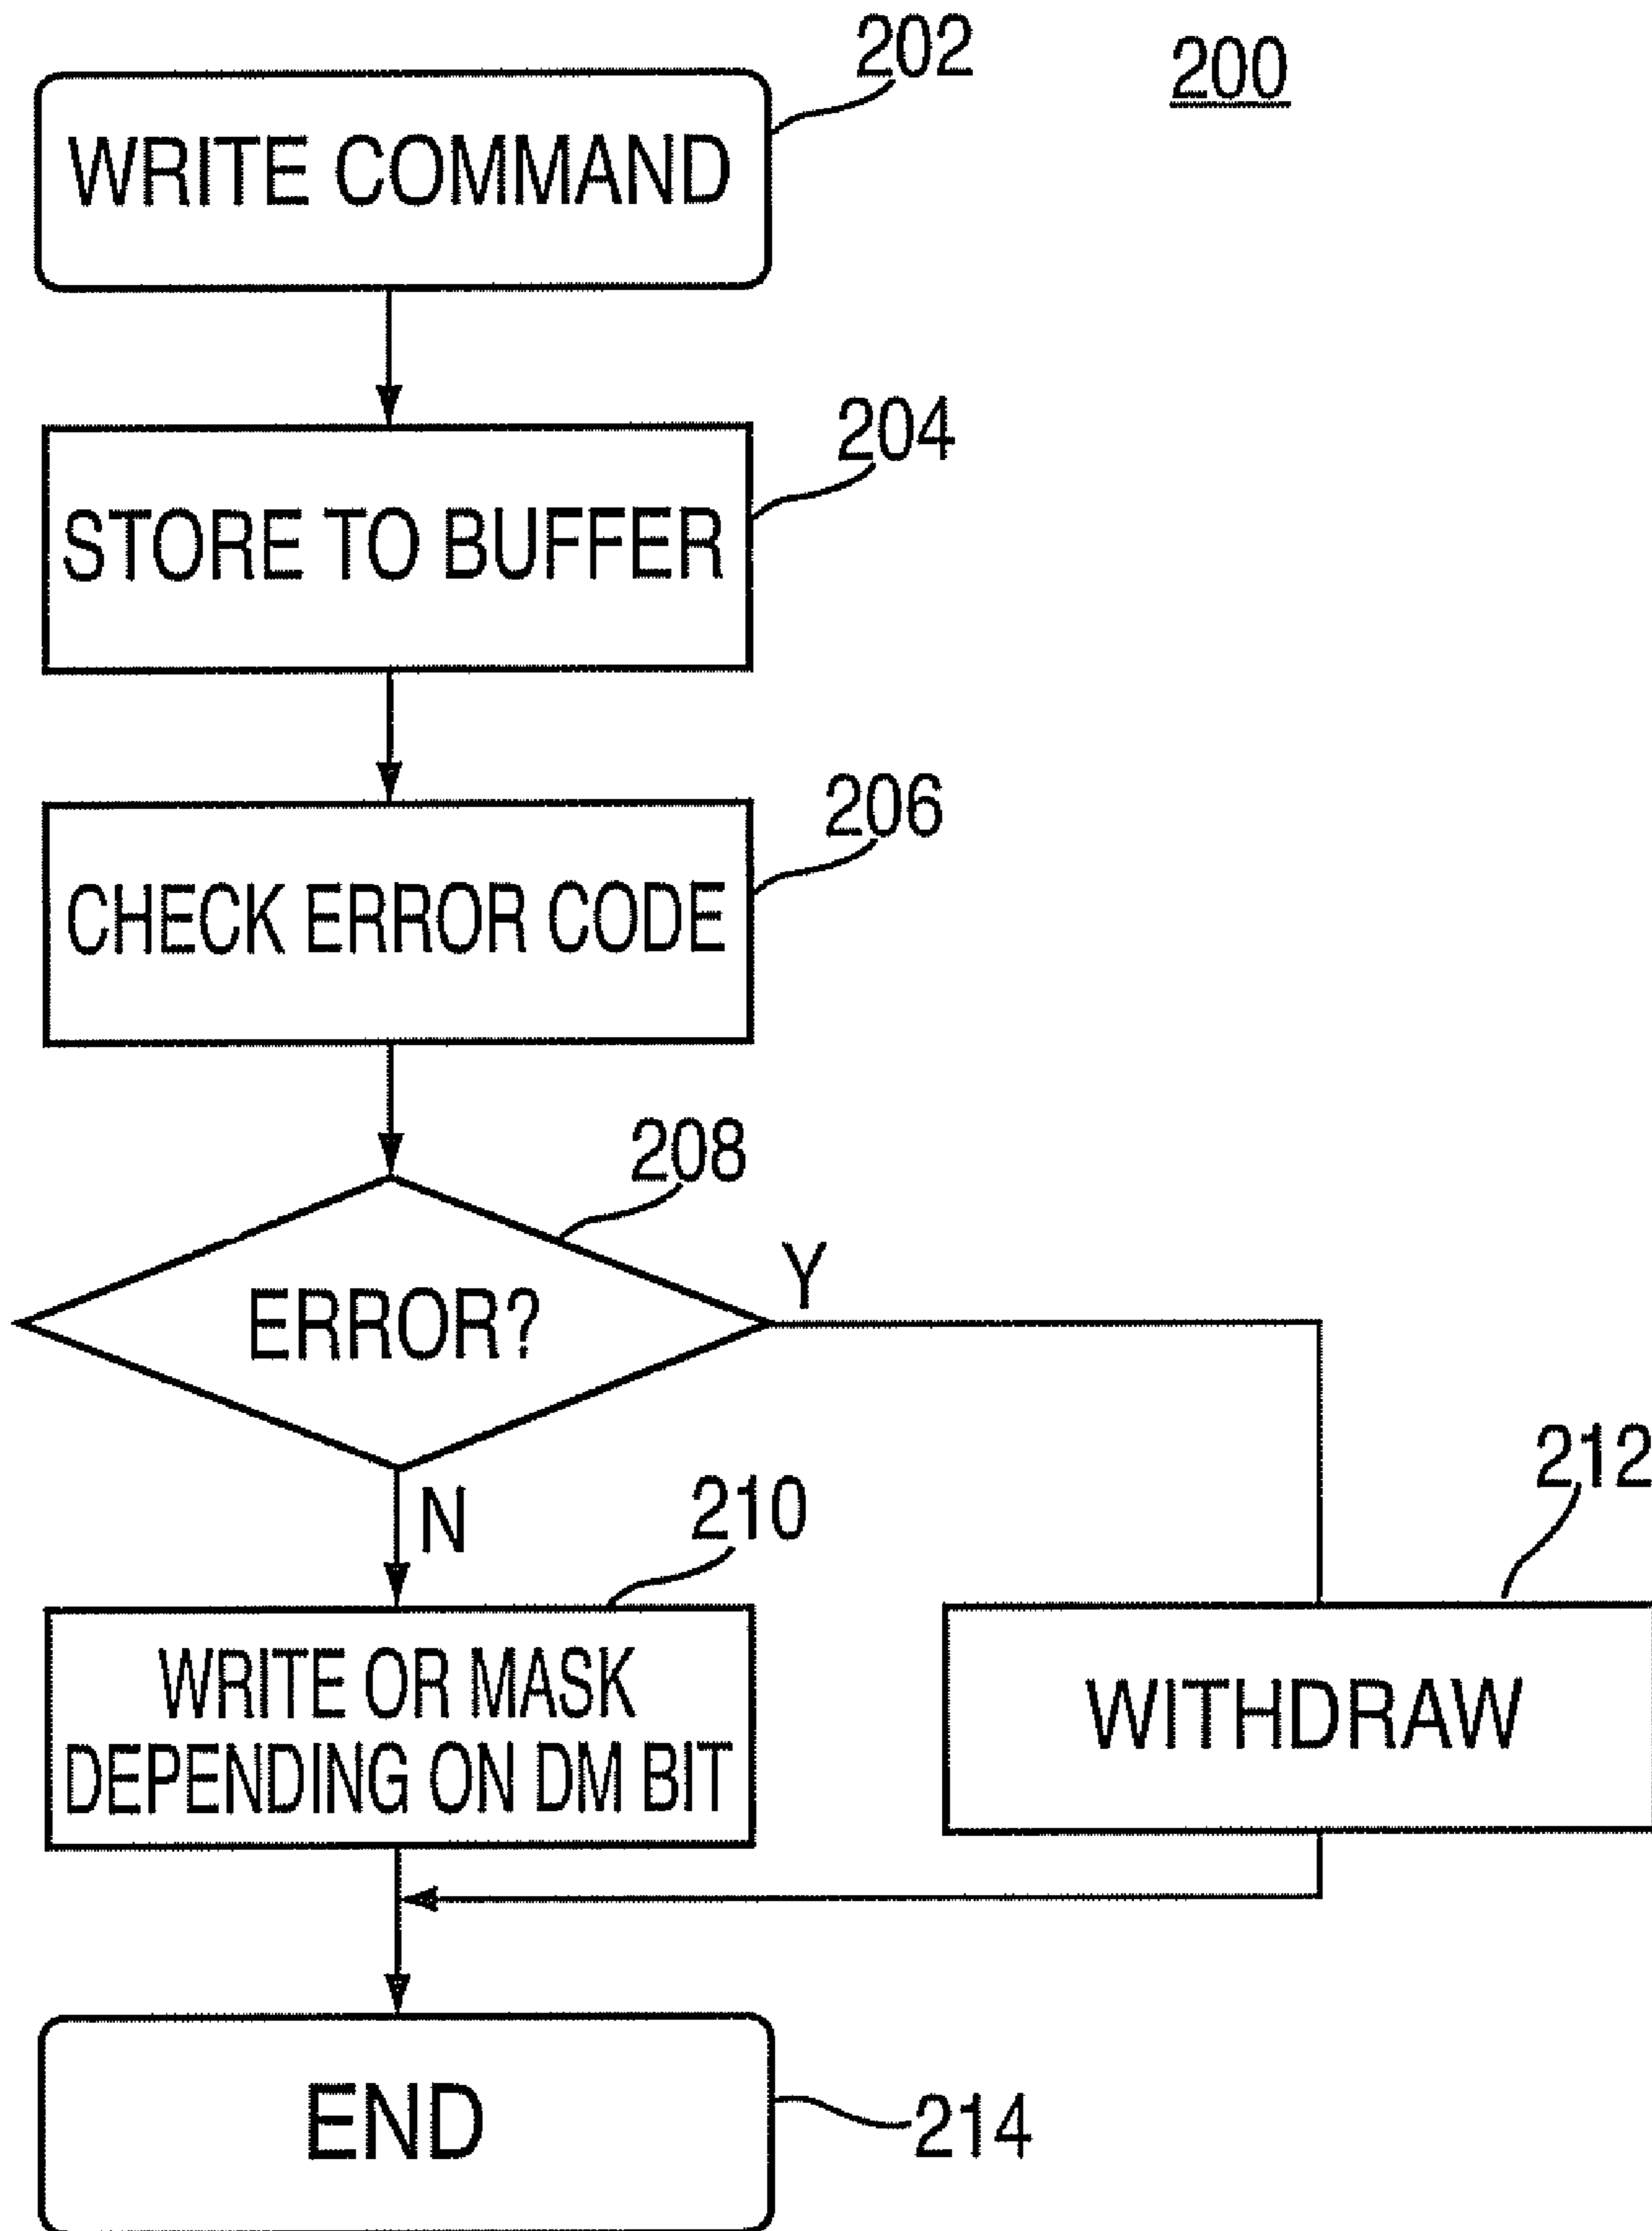 202
200
WRITE COMMAND
204
STORE TO BUFFER
206
CHECK ERROR CODE
208
Y
ERROR?
212
N
210
WRITE OR MASK
DEPENDING ON DM BIT
WITHDRAW
END
214